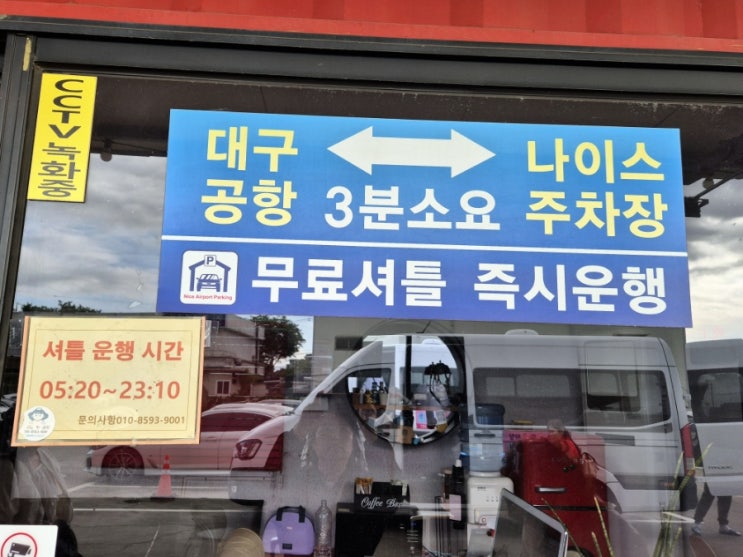 CCTV녹화중
대구 나이스
공항 3분소요 주차장
P
Nice Airport Parking
무료셔틀 즉시운행
셔틀 운행 시간
05:20~23:10
문의사항010-8593-9001
Coffee Bar